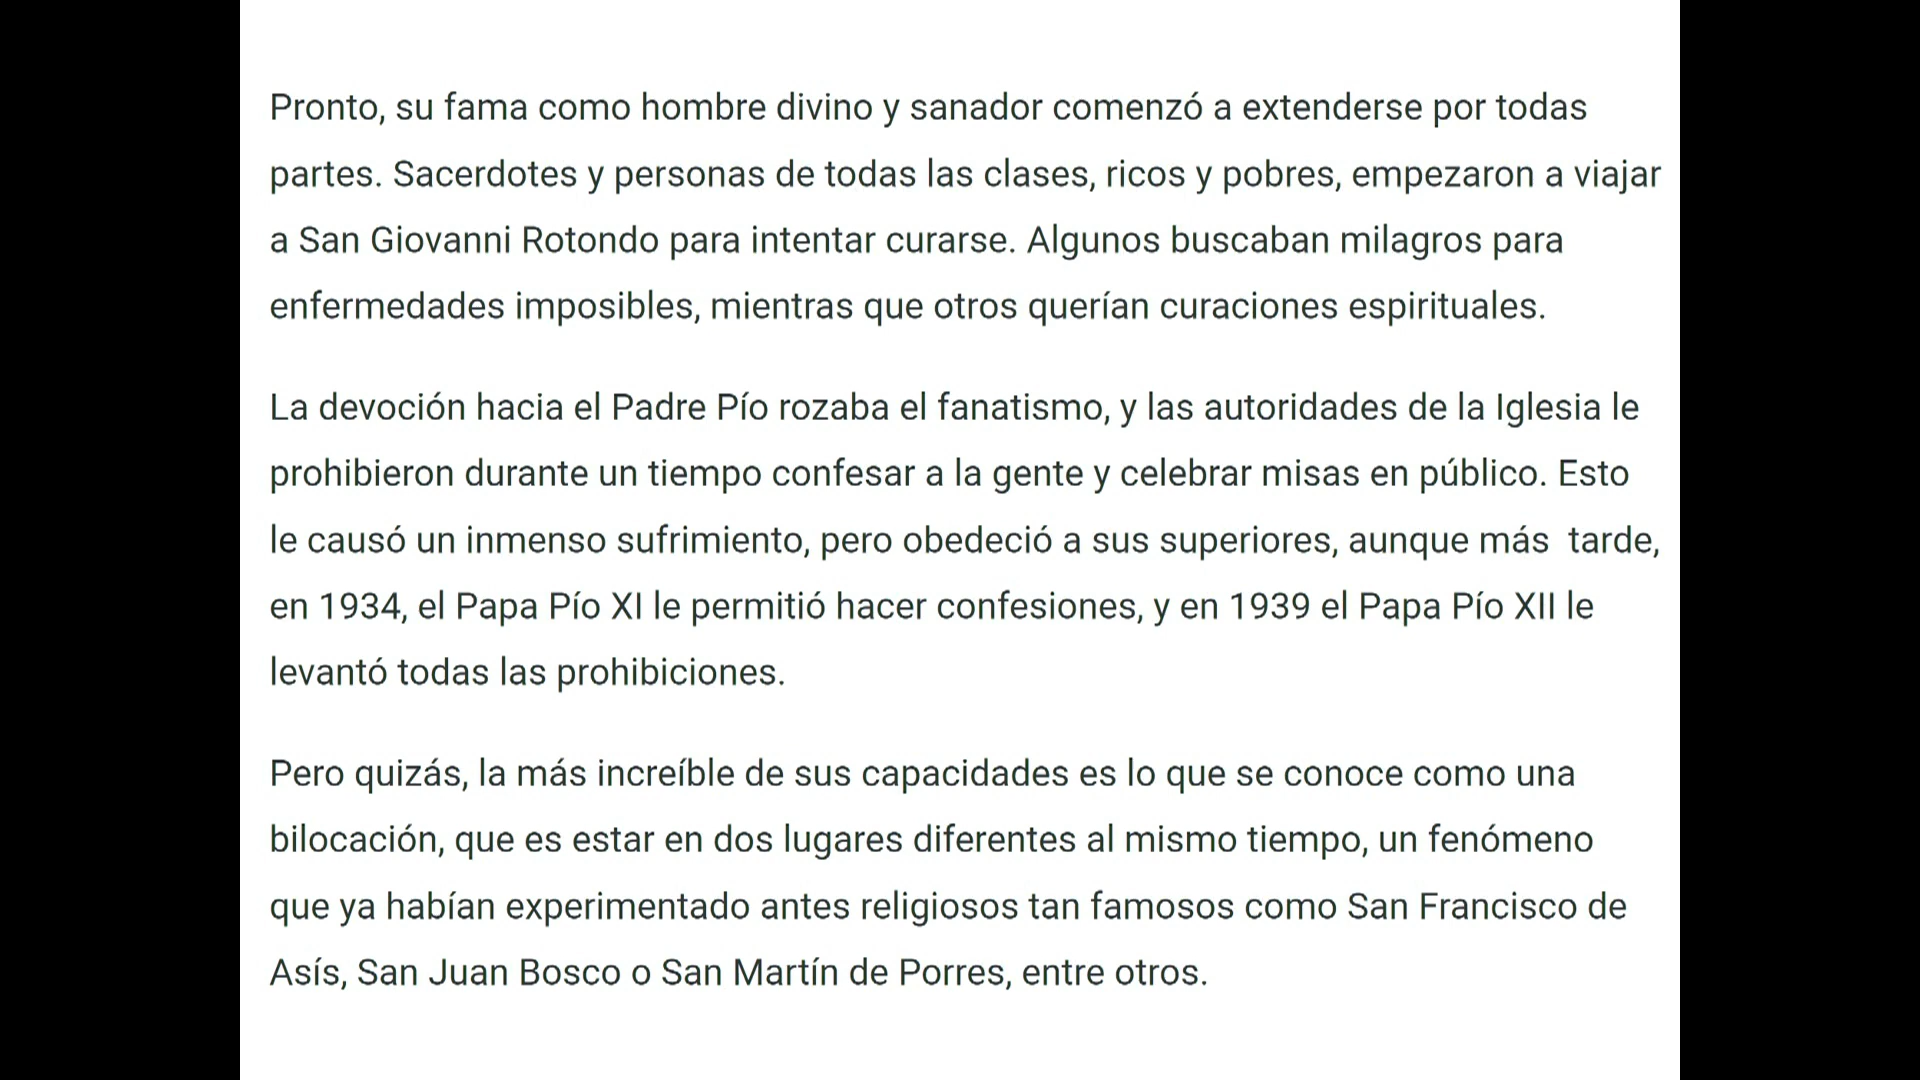 Pronto, su fama como hombre divino y sanador comenzó a extenderse por todas
partes. Sacerdotes y personas de todas las clases, ricos y pobres, empezaron a viajar
a San Giovanni Rotondo para intentar curarse. Algunos buscaban milagros para
enfermedades imposibles, mientras que otros querían curaciones espirituales.
La devoción hacia el Padre Pío rozaba el fanatismo, y las autoridades de la Iglesia le
prohibieron durante un tiempo confesar a la gente y celebrar misas en público. Esto
le causó un inmenso sufrimiento, pero obedeció a sus superiores, aunque más  tarde,
en 1934, el Papa Pío XI le permitió hacer confesiones, y en 1939 el Papa Pío XII le
levantó todas las prohibiciones.
Pero quizás, la más increíble de sus capacidades es lo que se conoce como una
bilocación, que es estar en dos lugares diferentes al mismo tiempo, un fenómeno
que ya habían experimentado antes religiosos tan famosos como San Francisco de
Asís, San Juan Bosco o San Martín de Porres, entre otros.